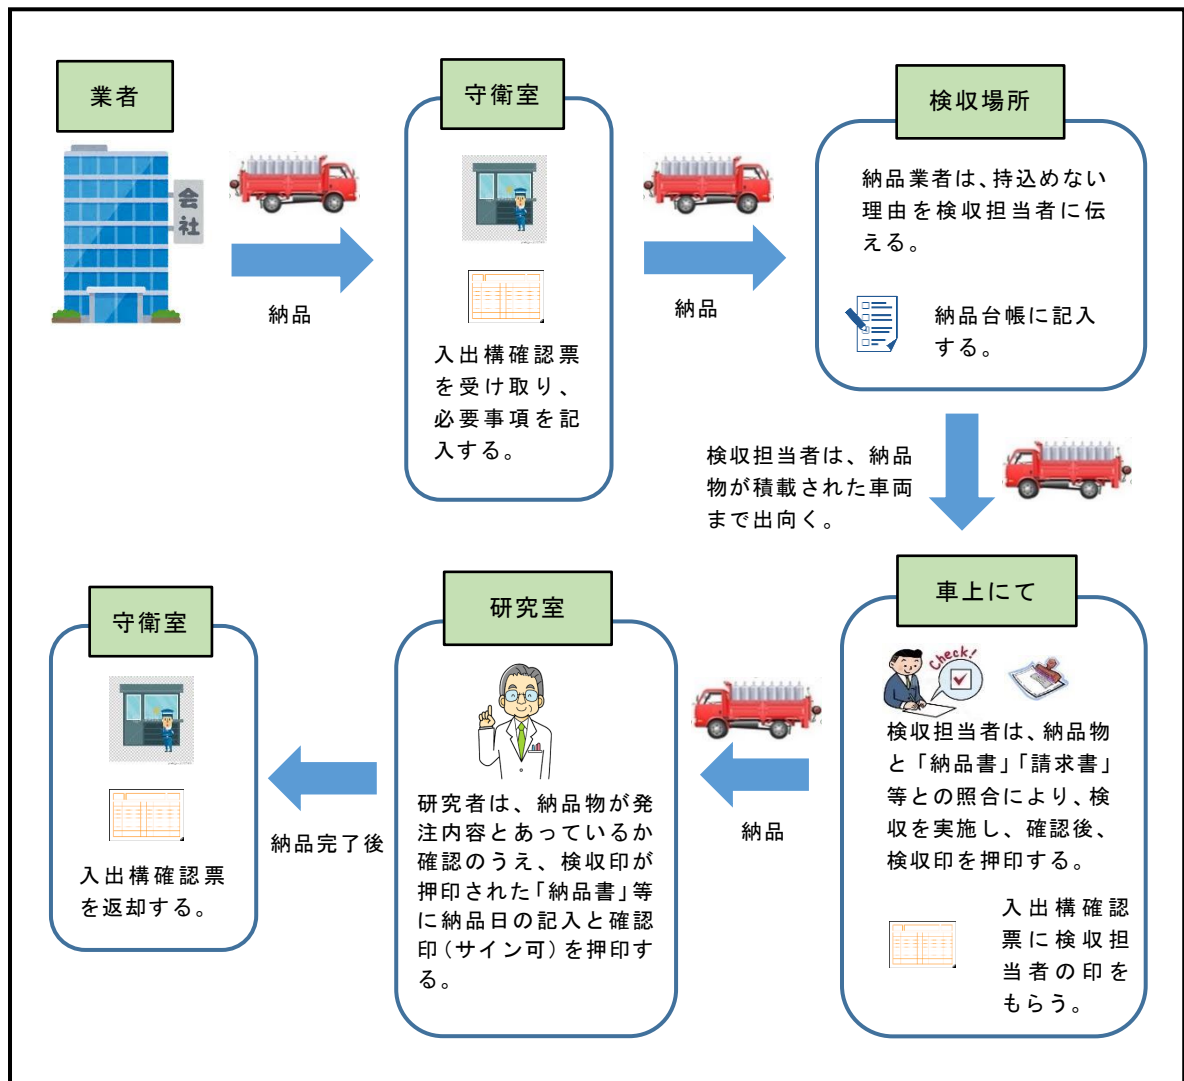 業者
会社
納品
守衛室
入出構確認票
を受け取り、
必要事項を記
入する。
納品
検収場所
納品業者は、持込めない
理由を検収担当者に伝
える。
納品台帳に記入
する。
検収担当者は、納品
物が積載された車両
まで出向く。
車上にて
Check!
検収担当者は、納品物
と「納品書」「請求書」
等との照合により、検
収を実施し、確認後、
検収印を押印する。
入出構確認
票に検収担
当者の印を
もらう。
納品
研究室
研究者は、納品物が発
注内容とあっているか
確認のうえ、検収印が
押印された「納品書」等
に納品日の記入と確認
印(サイン可)を押印す
る。
納品完了後
守衛室
入出構確認票
を返却する。